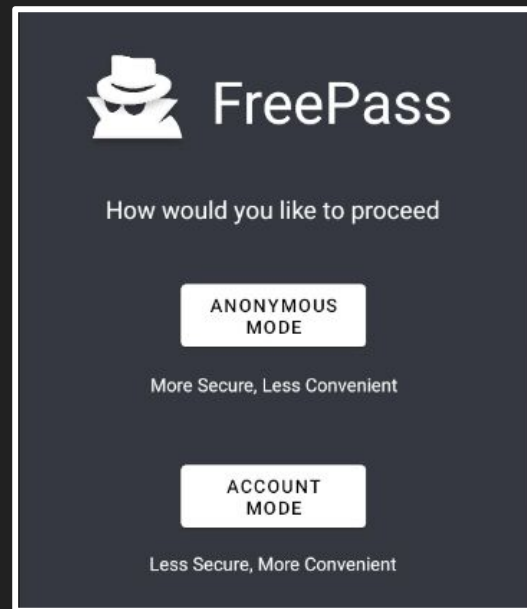 FreePass
How would you like to proceed
ANONYMOUS
MODE
More Secure, Less Convenient
ACCOUNT
MODE
Less Secure, More Convenient